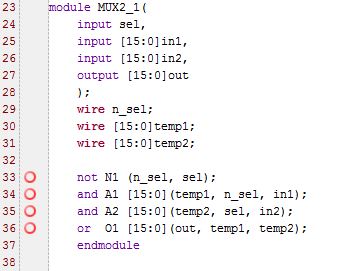 23 module MUX2_1(
24 input sel,
25 input [15:0]in1,
26 input [15:0]in2,
27 output [15:0]out
28 );
29 wire n_sel;
30 wire [15:0]temp1;
31 wire [15:0]temp2;
32
33 not N1 (n_sel, sel);
34 and A1 [15:0](temp1, n_sel, in1);
35 and A2 [15:0](temp2, sel, in2);
36 or O1 [15:0](out, temp1, temp2);
37 endmodule
38